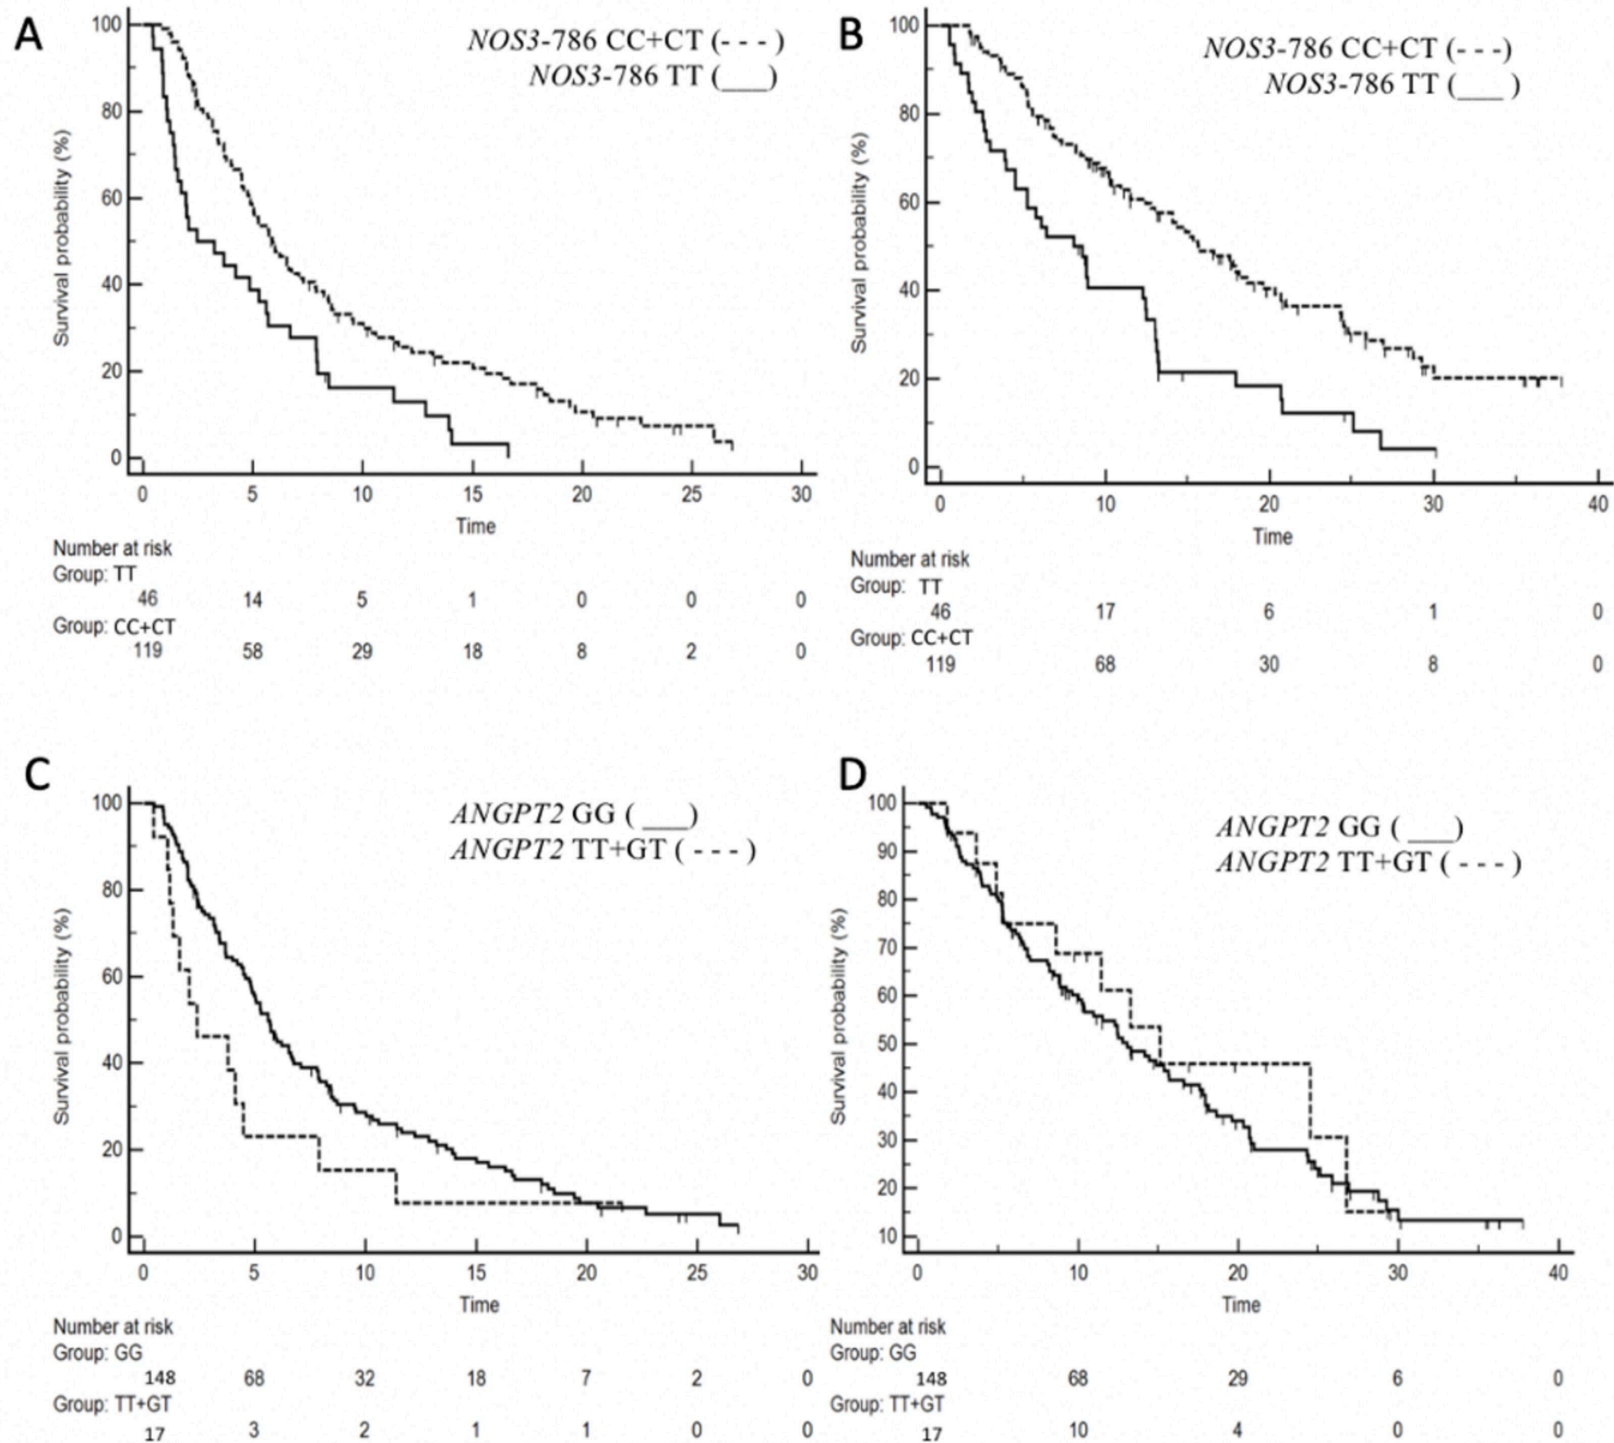 A
NOS3-786 CC+CT (- - - )
NOS3-786 TT (___)
Survival probability (%)
100
80
60
40
20
0
0 5 10 15 20 25 30
Time
Number at risk
Group: TT
46 14 5 1 0 0 0
Group: CC+CT
119 58 29 18 8 2 0
B
NOS3-786 CC+CT (- - -)
NOS3-786 TT (___ )
Survival probability (%)
100
80
60
40
20
0
0 10 20 30 40
Time
Number at risk
Group: TT
46 17 6 1 0
Group: CC+CT
119 68 30 8 0
C
ANGPT2 GG ( ___)
ANGPT2 TT+GT ( - - - )
Survival probability (%)
100
80
60
40
20
0
0 5 10 15 20 25 30
Time
Number at risk
Group: GG
148 68 32 18 7 2 0
Group: TT+GT
17 3 2 1 1 0 0
D
ANGPT2 GG ( ___)
ANGPT2 TT+GT ( - - - )
Survival probability (%)
100
90
80
70
60
50
40
30
20
10
0 10 20 30 40
Time
Number at risk
Group: GG
148 68 29 6 0
Group: TT+GT
17 10 4 0 0